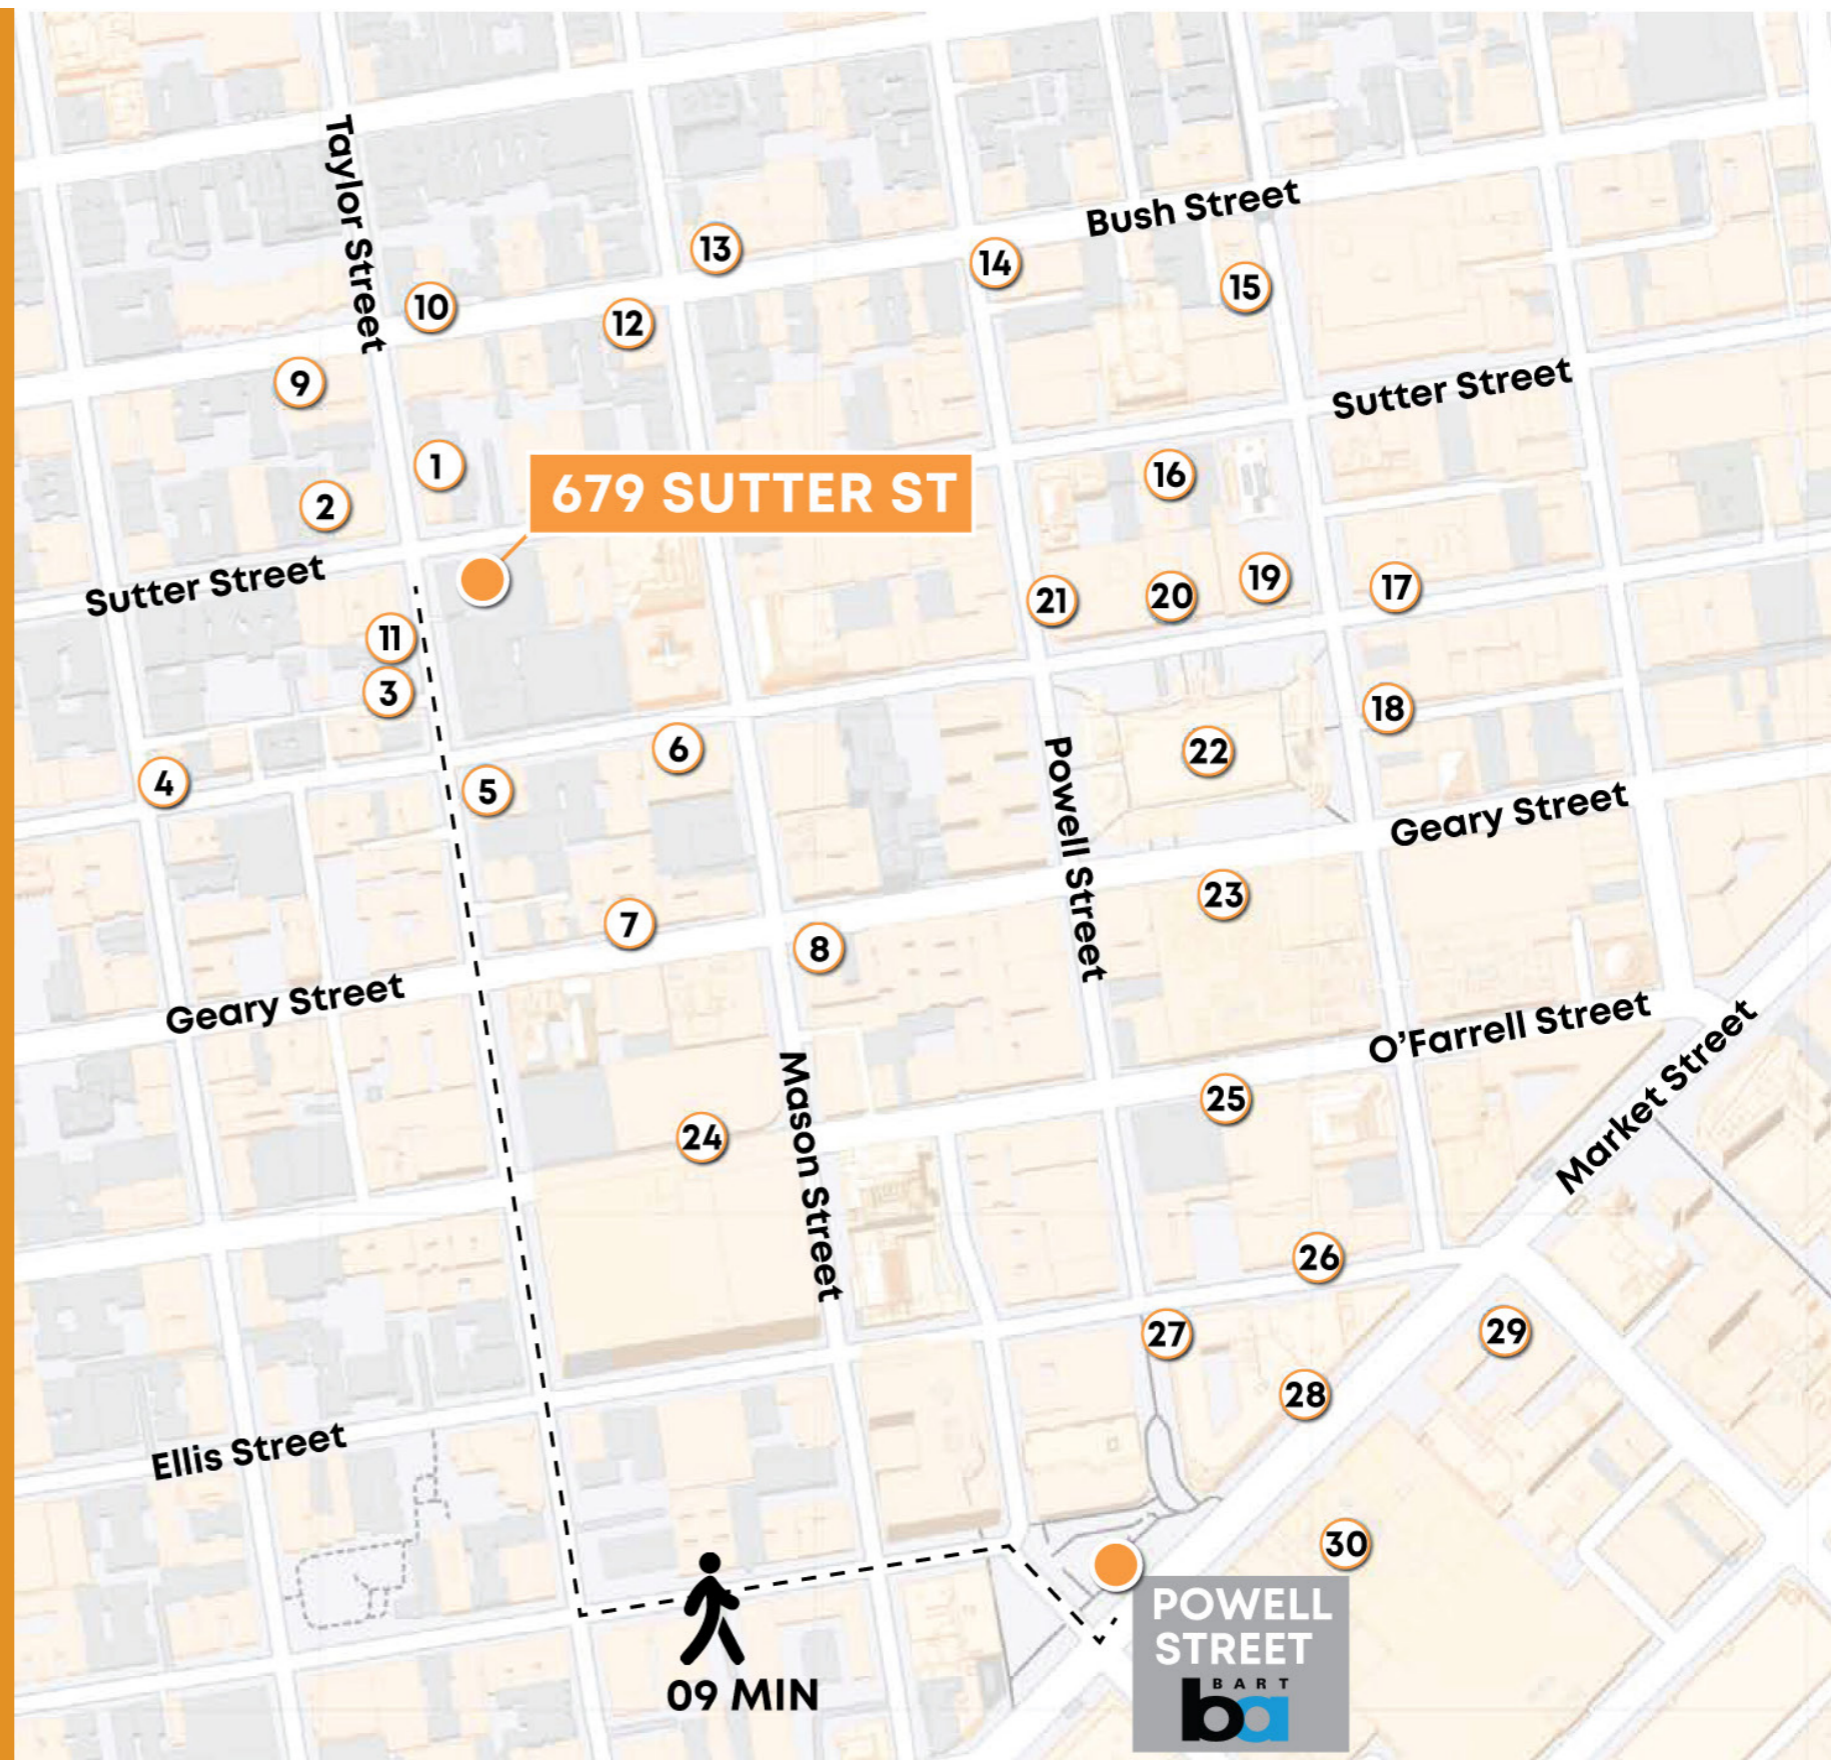 Taylor Street
Bush Street
13
14
15
10
12
9
Sutter Street
1
2
679 SUTTER ST
16
Sutter Street
11
3
21
20
19
17
18
4
5
6
22
Powell Street
Geary Street
7
8
23
Geary Street
O'Farrell Street
Market Street
Mason Street
24
25
26
27
28
29
Ellis Street
30
09 MIN
POWELL
STREET
BART
ba